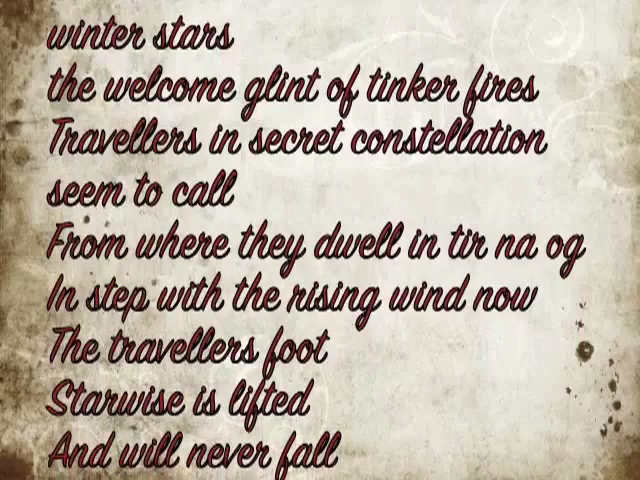 winter stars
the welcome glint of tinker fires
Travellers in secret constellation
seem to call
From where they dwell in tir na og
In step with the rising wind now
The travellers foot
Starwise is lifted
And will never fall